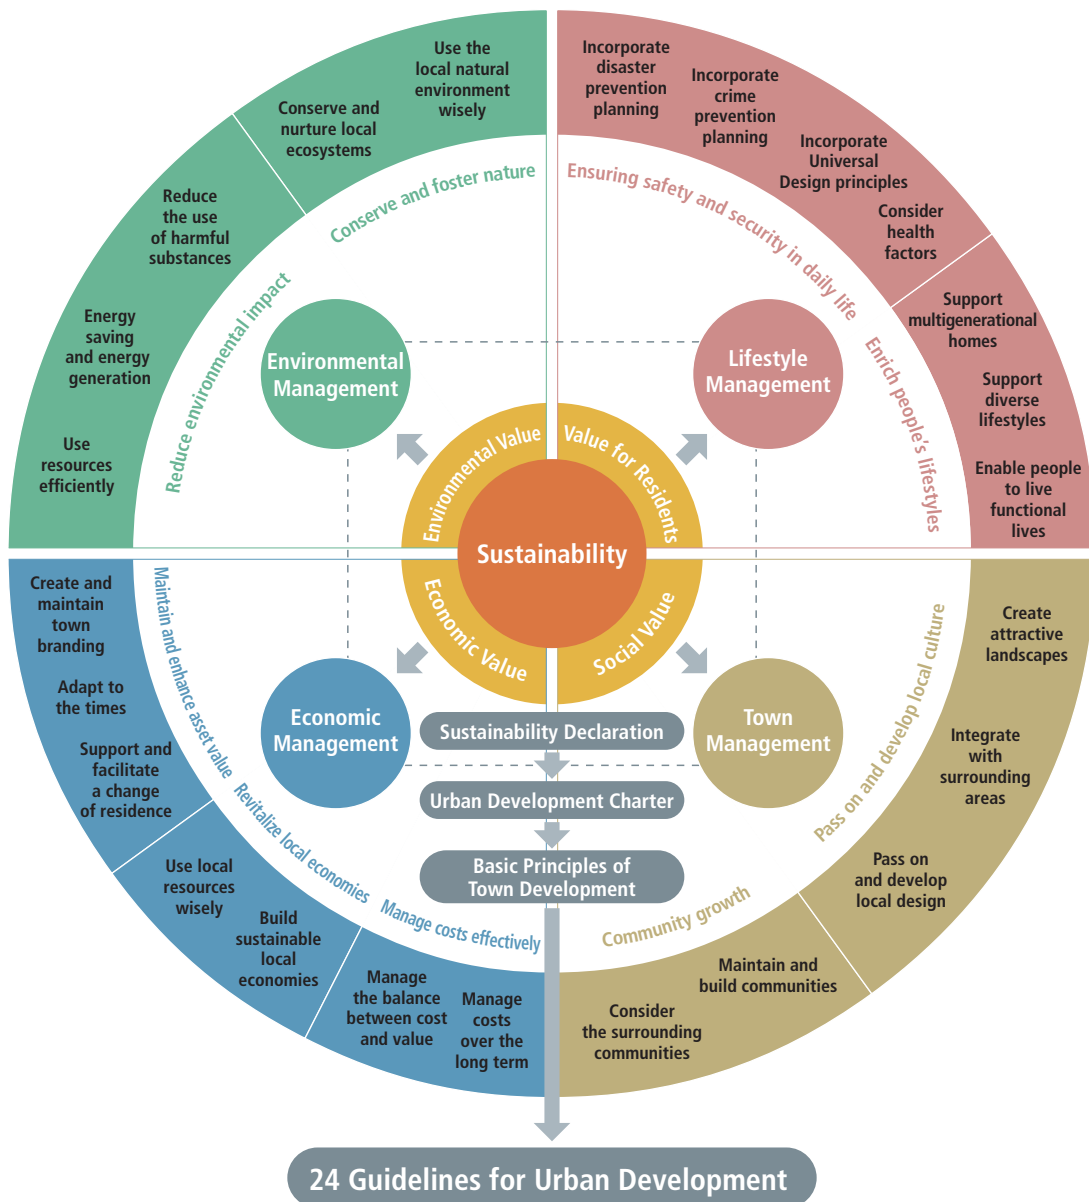 Use the
local natural
environment
wisely
Conserve and
nurture local
ecosystems
Reduce
the use
of harmful
substances
Energy
saving
and energy
generation
Use
resources
efficiently
Conserve and foster nature
Reduce environmental impact
Environmental
Management
Incorporate
disaster
prevention
planning
Incorporate
crime
prevention
planning
Incorporate
Universal
Design principles
Consider
health
factors
Support
multigenerational
homes
Support
diverse
lifestyles
Enable people
to live
functional
lives
Ensuring safety and security in daily life
Enrich people's lifestyles
Lifestyle
Management
Environmental Value
Value for Residents
Sustainability
Economic Value
Social Value
Create and
maintain
town
branding
Adapt to
the times
Support and
facilitate
a change
of residence
Use local
resources
wisely
Build
sustainable
local
economies
Manage
the balance
between cost
and value
Manage
costs
over the
long term
Maintain and enhance asset value
Revitalize local economies
Manage costs effectively
Economic
Management
Town
Management
Create
attractive
landscapes
Integrate
with
surrounding
areas
Pass on
and develop
local design
Maintain and
build communities
Consider
the surrounding
communities
Pass on and develop local culture
Community growth
Sustainability Declaration
Urban Development Charter
Basic Principles of
Town Development
24 Guidelines for Urban Development